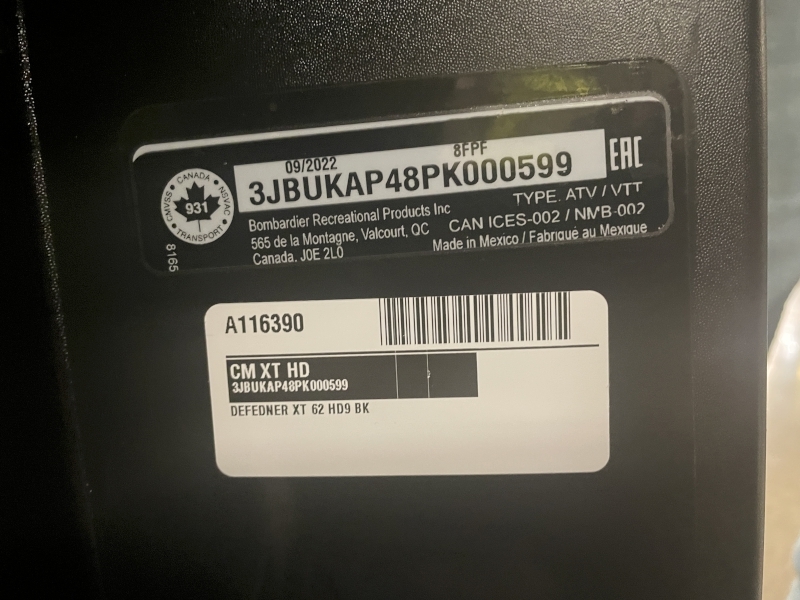 09/2022 8FPF
3JBUKAP48PK000599
EAC
CANADA
CMVSS · NSVAC
931
TRANSPORT
8165
TYPE. ATV / VTT
Bombardier Recreational Products Inc
CAN ICES-002 / NMB-002
565 de la Montagne, Valcourt, QC
Made in Mexico / Fabriqué au Mexique
Canada. J0E 2L0
A116390
CM XT HD
3JBUKAP48PK000599
DEFEDNER XT 62 HD9 BK